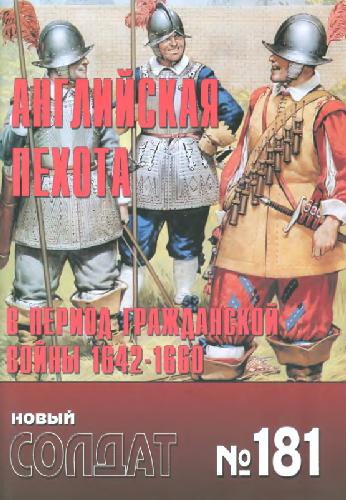 АНГЛИЙСКАЯ
ПЕХОТА
В ПЕРИОД ГРАЖДАНСКОЙ
ВОЙНЫ 1642-1660
НОВЫЙ
СОЛДАТ
№181